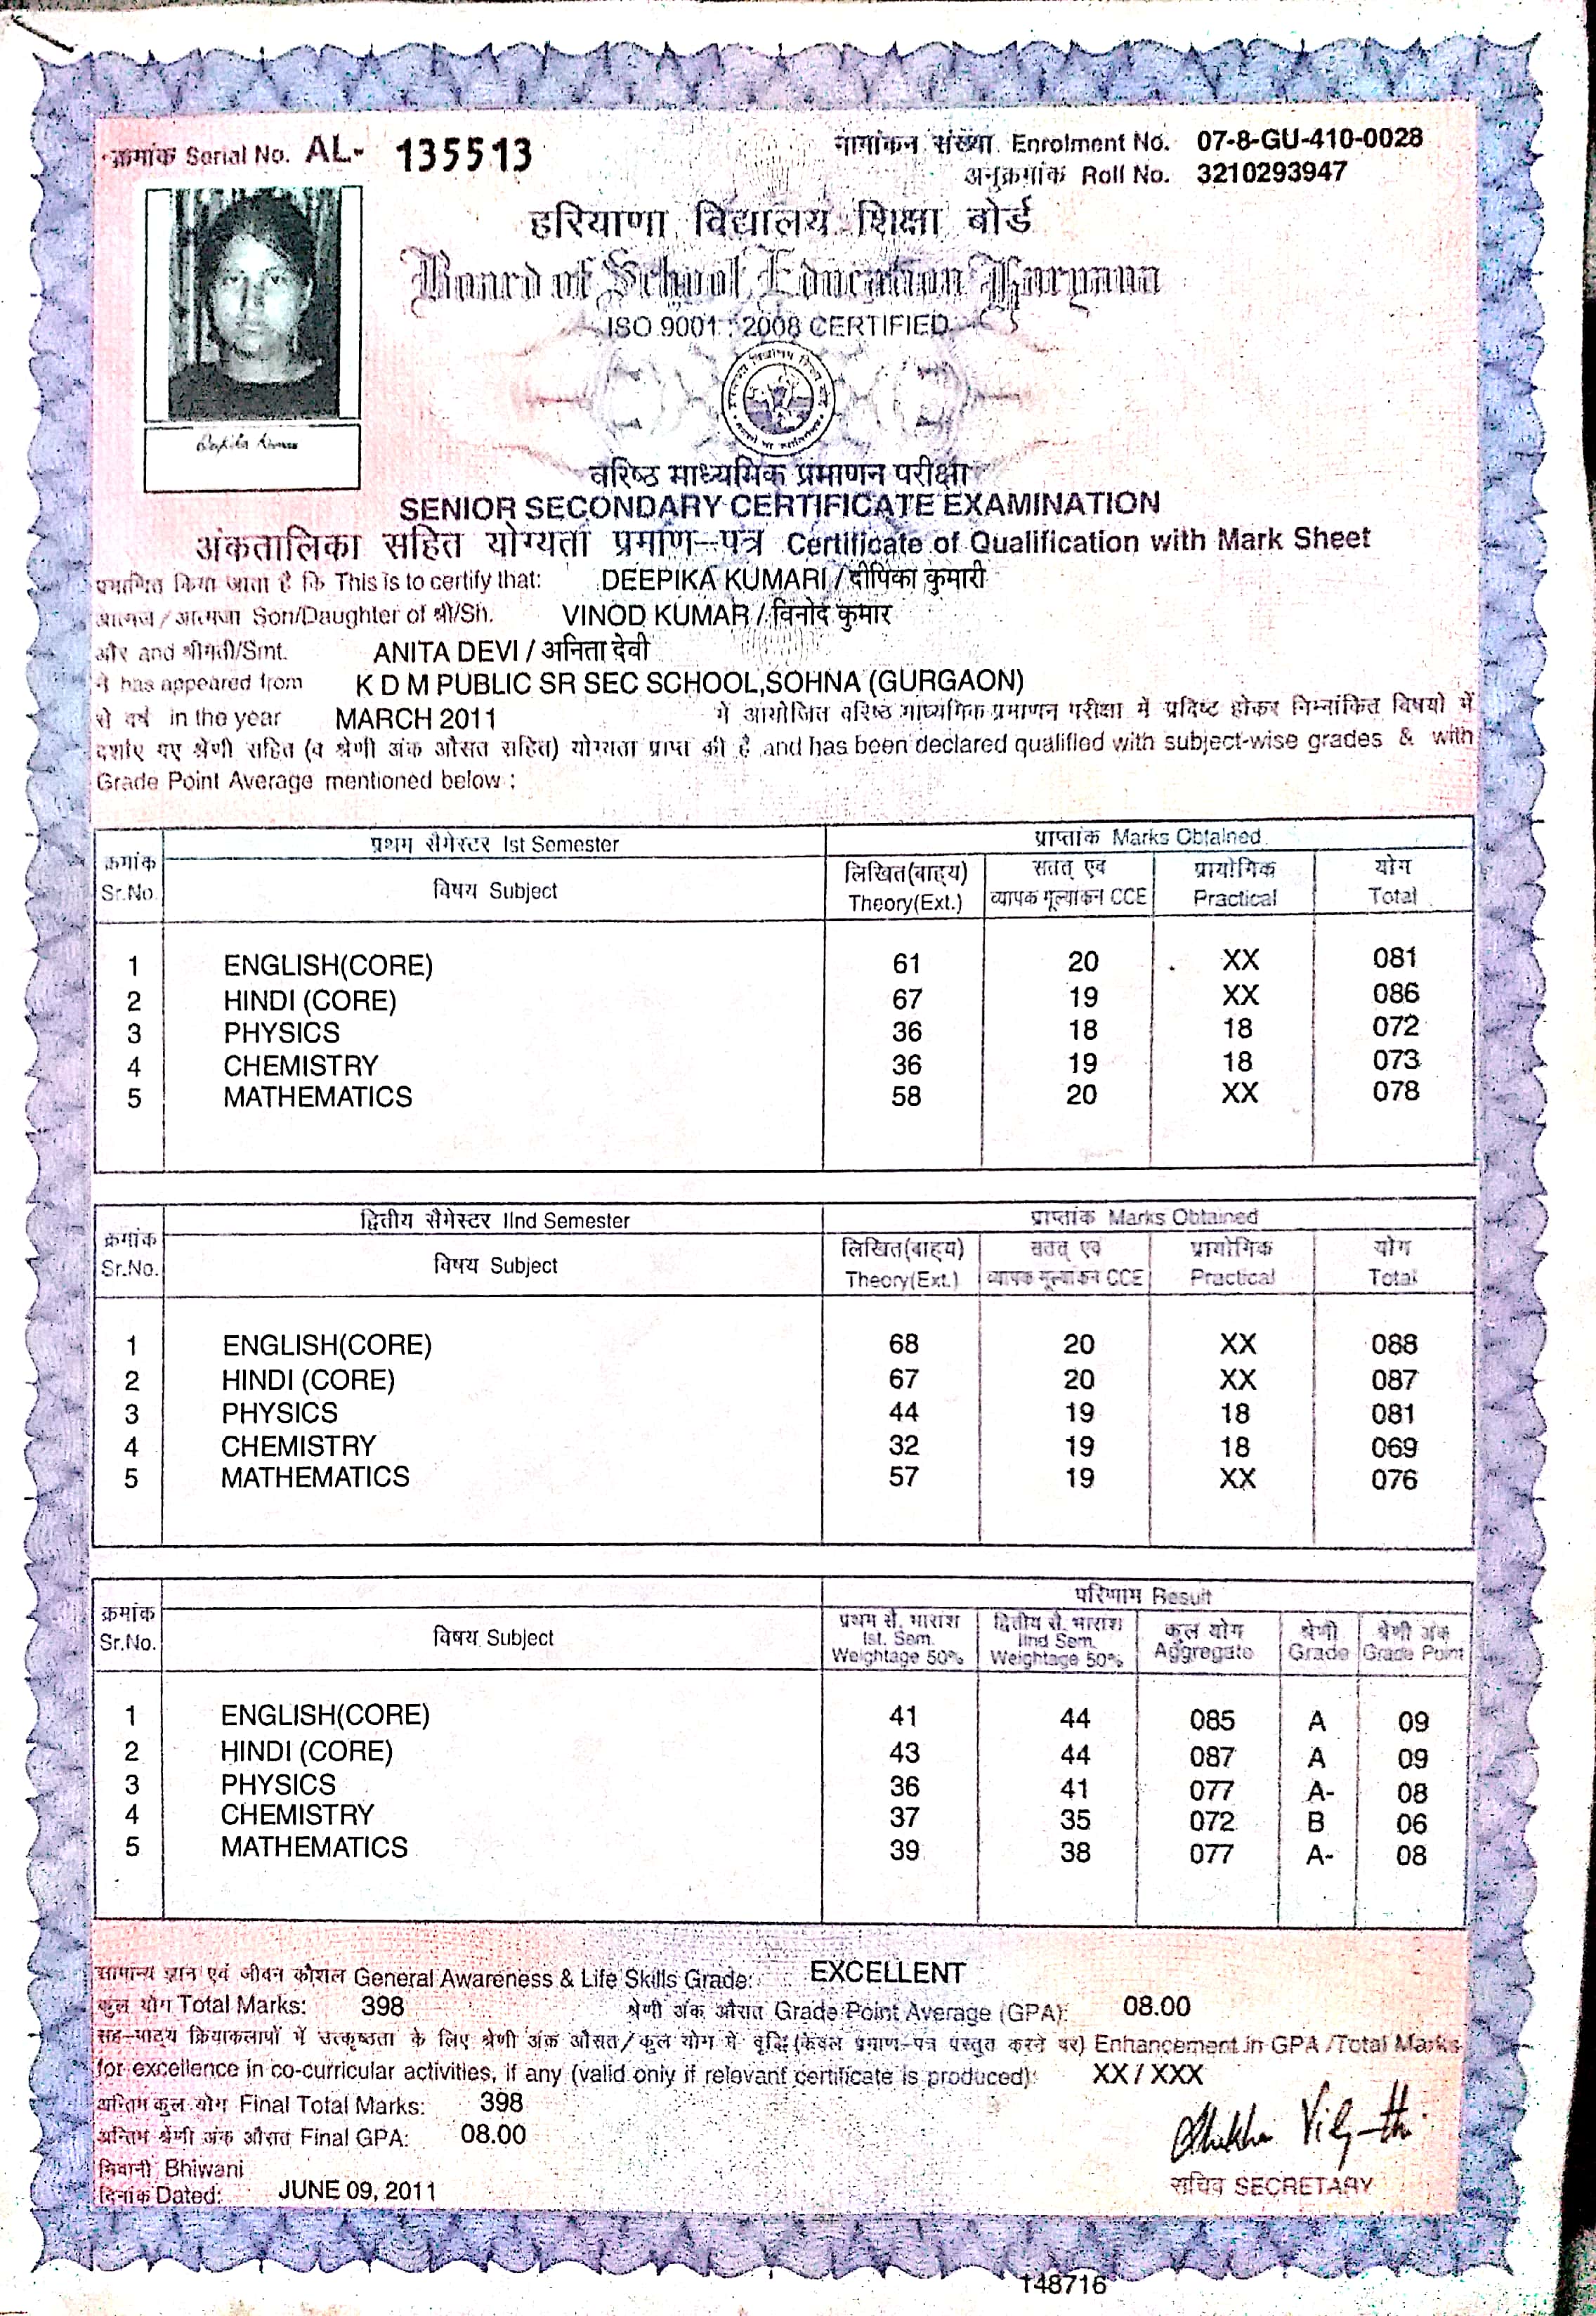 क्रमांक Serial No. AL- 135513
नामांकन संख्या Enrolment No. 07-8-GU-410-0028
अनुक्रमांक Roll No. 3210293947
हरियाणा विद्यालय शिक्षा बोर्ड
Board of School Education Haryana
ISO 9001 : 2008 CERTIFIED
Deepika Kumari
वरिष्ठ माध्यमिक प्रमाणन परीक्षा
SENIOR SECONDARY CERTIFICATE EXAMINATION
अंकतालिका सहित योग्यता प्रमाण-पत्र Certificate of Qualification with Mark Sheet
प्रमाणित किया जाता है कि This is to certify that: DEEPIKA KUMARI / दीपिका कुमारी
आत्मज / आत्मजा Son/Daughter of श्री/Sh. VINOD KUMAR / विनोद कुमार
और and श्रीमती/Smt. ANITA DEVI / अनिता देवी
ने has appeared from K D M PUBLIC SR SEC SCHOOL,SOHNA (GURGAON)
से वर्ष in the year MARCH 2011 में आयोजित वरिष्ठ माध्यमिक प्रमाणन परीक्षा में प्रविष्ट होकर निम्नांकित विषयो में
दर्शाए गए श्रेणी सहित (व श्रेणी अंक औसत सहित) योग्यता प्राप्त की है and has been declared qualified with subject-wise grades & with
Grade Point Average mentioned below :
क्रमांक Sr.No. प्रथम सैमेस्टर Ist Semester प्राप्तांक Marks Obtained
विषय Subject लिखित(बाह्य) Theory(Ext.) सतत् एवं व्यापक मूल्यांकन CCE प्रायोगिक Practical योग Total
1 ENGLISH(CORE) 61 20 XX 081
2 HINDI (CORE) 67 19 XX 086
3 PHYSICS 36 18 18 072
4 CHEMISTRY 36 19 18 073
5 MATHEMATICS 58 20 XX 078
क्रमांक Sr.No. द्वितीय सैमेस्टर IInd Semester प्राप्तांक Marks Obtained
विषय Subject लिखित(बाह्य) Theory(Ext.) सतत् एवं व्यापक मूल्यांकन CCE प्रायोगिक Practical योग Total
1 ENGLISH(CORE) 68 20 XX 088
2 HINDI (CORE) 67 20 XX 087
3 PHYSICS 44 19 18 081
4 CHEMISTRY 32 19 18 069
5 MATHEMATICS 57 19 XX 076
क्रमांक Sr.No. विषय Subject परिणाम Result
प्रथम सै. भारांश Ist. Sem. Weightage 50% द्वितीय सै. भारांश IInd Sem. Weightage 50% कुल योग Aggregate श्रेणी Grade श्रेणी अंक Grade Point
1 ENGLISH(CORE) 41 44 085 A 09
2 HINDI (CORE) 43 44 087 A 09
3 PHYSICS 36 41 077 A- 08
4 CHEMISTRY 37 35 072 B 06
5 MATHEMATICS 39 38 077 A- 08
सामान्य ज्ञान एवं जीवन कौशल General Awareness & Life Skills Grade: EXCELLENT
कुल योग Total Marks: 398 श्रेणी अंक औसत Grade Point Average (GPA): 08.00
सह-पाठ्य क्रियाकलापों में उत्कृष्ठता के लिए श्रेणी अंक औसत/कुल योग में वृद्धि (केवल प्रमाण-पत्र प्रस्तुत करने पर) Enhancement in GPA /Total Marks
for excellence in co-curricular activities, if any (valid only if relevant certificate is produced): XX / XXX
अन्तिम कुल योग Final Total Marks: 398
अन्तिम श्रेणी अंक औसत Final GPA: 08.00
भिवानी Bhiwani
दिनांक Dated: JUNE 09, 2011
सचिव SECRETARY
148716